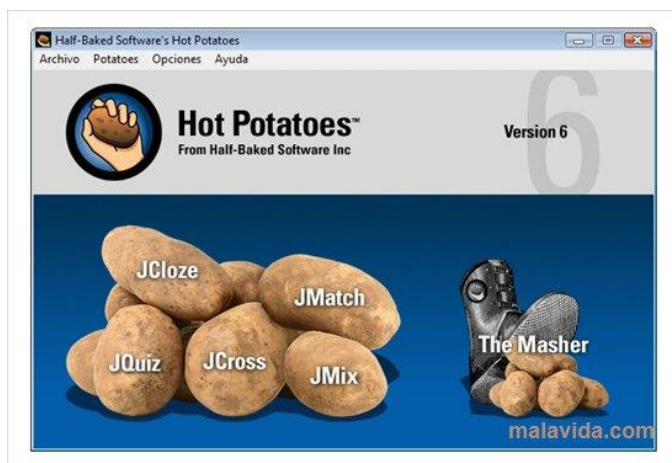 Half-Baked Software's Hot Potatoes
Archivo Potatoes Opciones Ayuda
Hot Potatoes™
From Half-Baked Software Inc
Version 6
6
JCloze
JMatch
JQuiz
JCross
JMix
The Masher
malavida.com